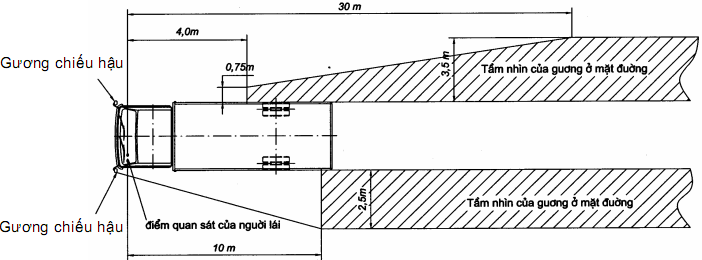 30 m
4,0m
0,75m
Gương chiếu hậu
3,5 m
Tầm nhìn của gương ở mặt đường
Gương chiếu hậu
điểm quan sát của người lái
2,5m
Tầm nhìn của gương ở mặt đường
10 m